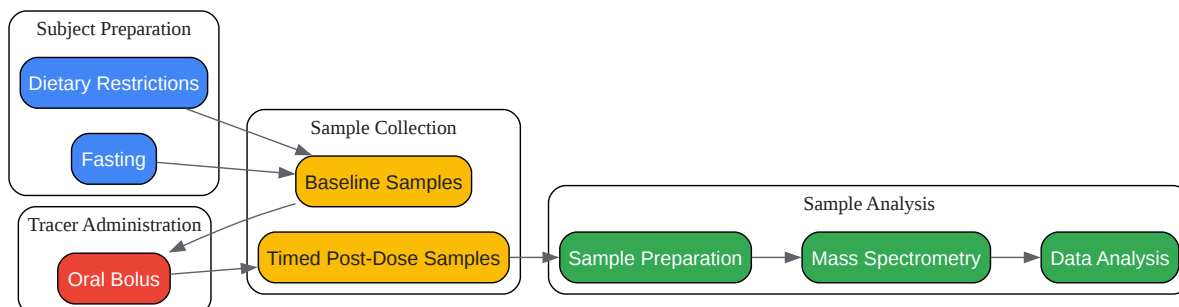 Subject Preparation
Dietary Restrictions
Fasting
Tracer Administration
Oral Bolus
Sample Collection
Baseline Samples
Timed Post-Dose Samples
Sample Analysis
Sample Preparation
Mass Spectrometry
Data Analysis